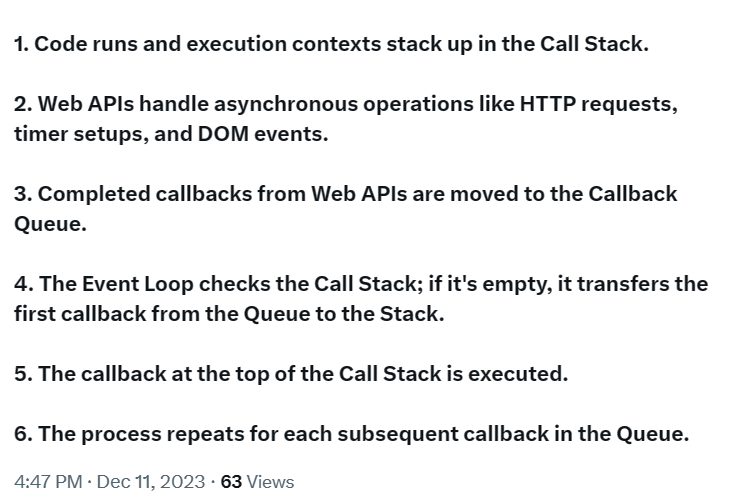 1. Code runs and execution contexts stack up in the Call Stack.
2. Web APIs handle asynchronous operations like HTTP requests,
timer setups, and DOM events.
3. Completed callbacks from Web APIs are moved to the Callback
Queue.
4. The Event Loop checks the Call Stack; if it's empty, it transfers the
first callback from the Queue to the Stack.
5. The callback at the top of the Call Stack is executed.
6. The process repeats for each subsequent callback in the Queue.
4:47 PM · Dec 11, 2023 · 63 Views